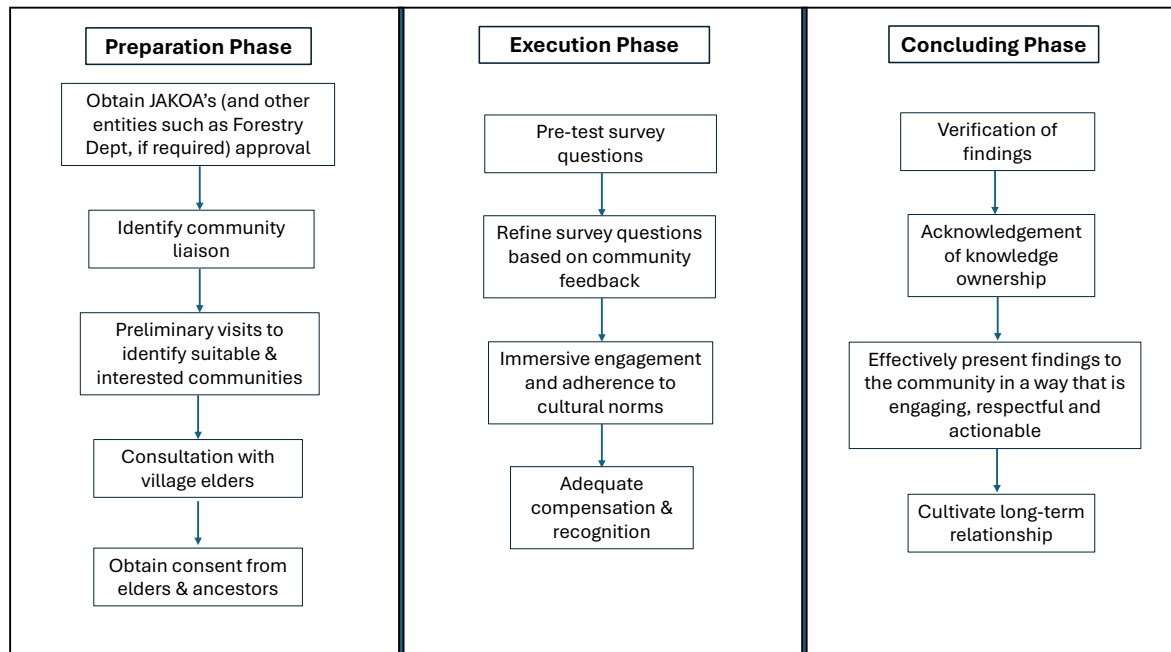 Preparation Phase
Obtain JAKOA's (and other
entities such as Forestry
Dept, if required) approval
Identify community
liaison
Preliminary visits to
identify suitable &
interested communities
Consultation with
village elders
Obtain consent from
elders & ancestors
Execution Phase
Pre-test survey
questions
Refine survey questions
based on community
feedback
Immersive engagement
and adherence to
cultural norms
Adequate
compensation &
recognition
Concluding Phase
Verification of
findings
Acknowledgement
of knowledge
ownership
Effectively present findings to
the community in a way that is
engaging, respectful and
actionable
Cultivate long-term
relationship